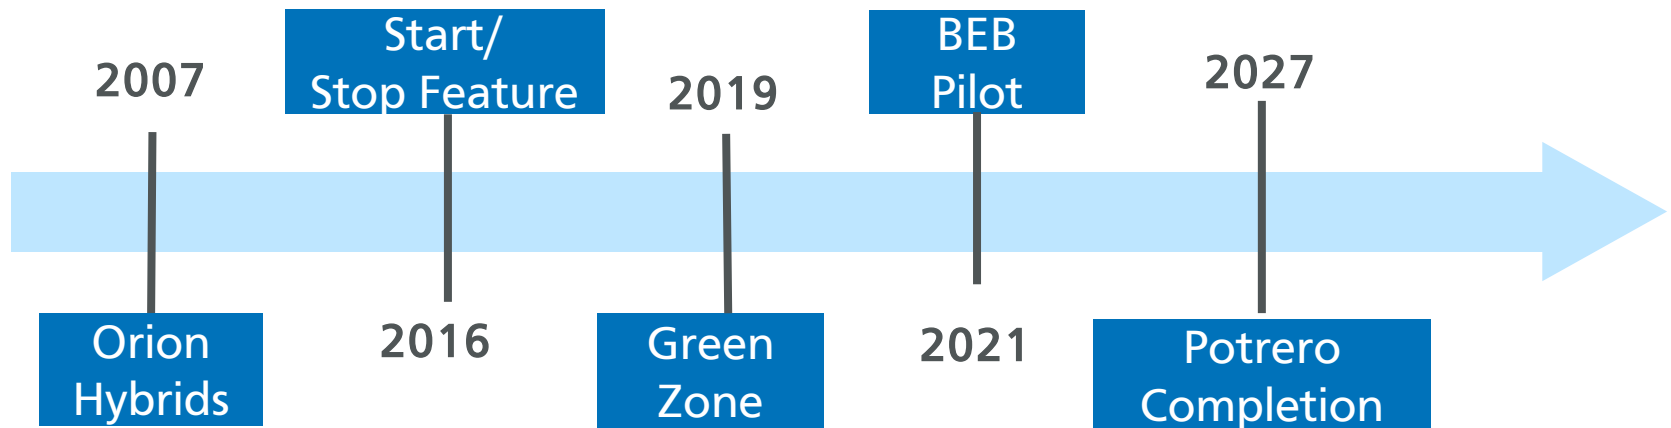 2007
Orion
Hybrids
Start/
Stop Feature
2016
2019
Green
Zone
BEB
Pilot
2021
2027
Potrero
Completion